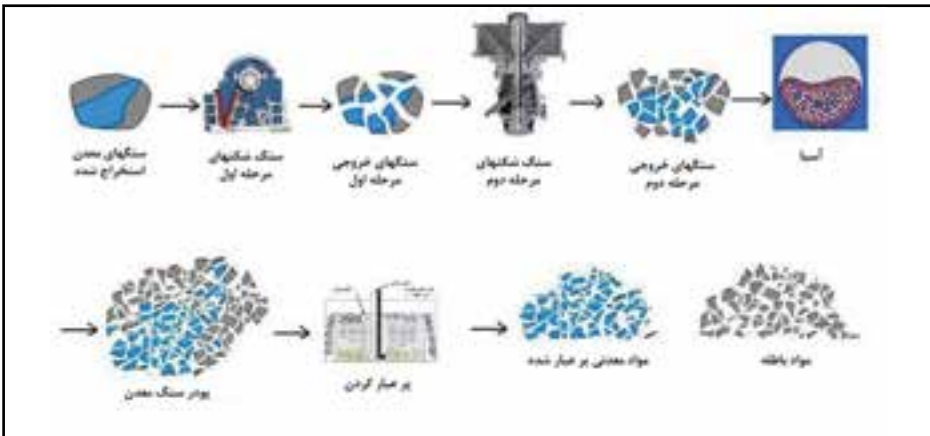 سنگهای معدن
استخراج شده
سنگ شکنهای
مرحله اول
سنگهای خروجی
مرحله اول
سنگ شکنهای
مرحله دوم
سنگهای خروجی
مرحله دوم
آسیا
پودر سنگ معدن
پر عیار کردن
مواد معدنی پر عیار شده
مواد باطله